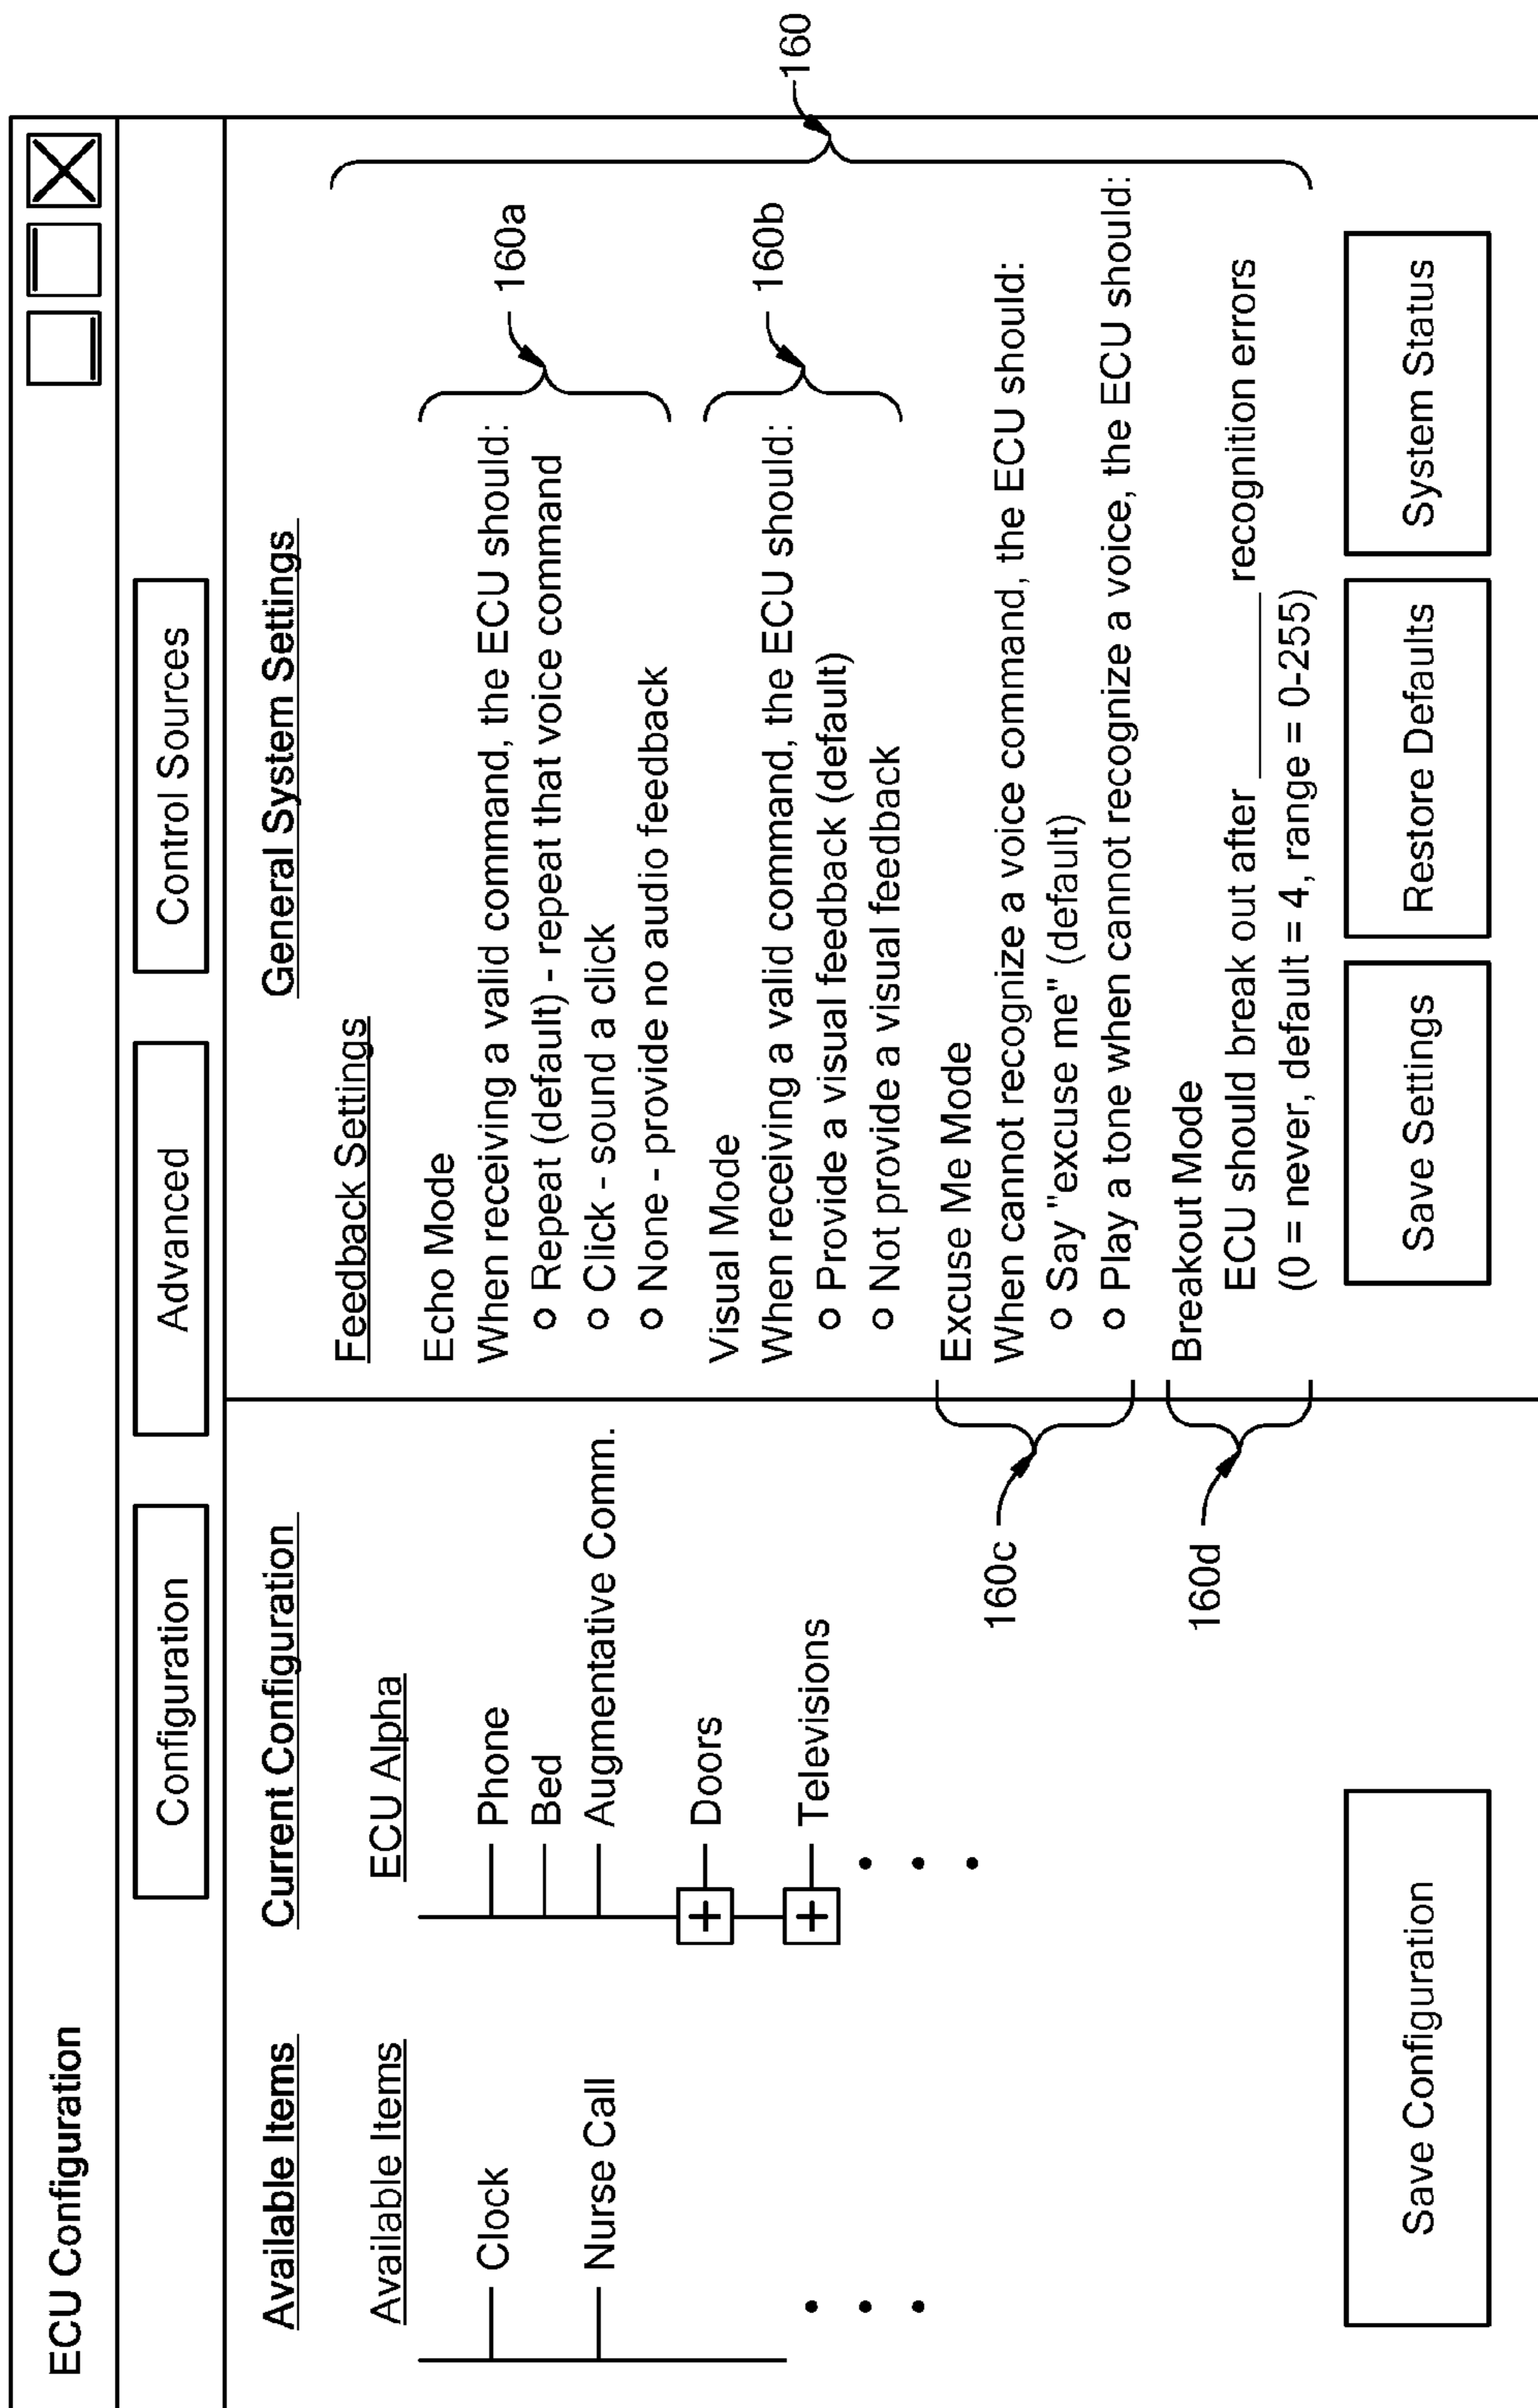 ECU Configuration
Configuration
Advanced
Control Sources
Available Items
Available Items
Clock
Nurse Call
Current Configuration
ECU Alpha
Phone
Bed
Augmentative Comm.
Doors
Televisions
General System Settings
Feedback Settings
Echo Mode
When receiving a valid command, the ECU should:
o Repeat (default) - repeat that voice command
o Click - sound a click
o None - provide no audio feedback
160a
Visual Mode
When receiving a valid command, the ECU should:
o Provide a visual feedback (default)
o Not provide a visual feedback
160b
Excuse Me Mode
When cannot recognize a voice command, the ECU should:
o Say "excuse me" (default)
o Play a tone when cannot recognize a voice, the ECU should:
160c
Breakout Mode
ECU should break out after ______ recognition errors
(0 = never, default = 4, range = 0-255)
160d
160
Save Configuration
Save Settings
Restore Defaults
System Status